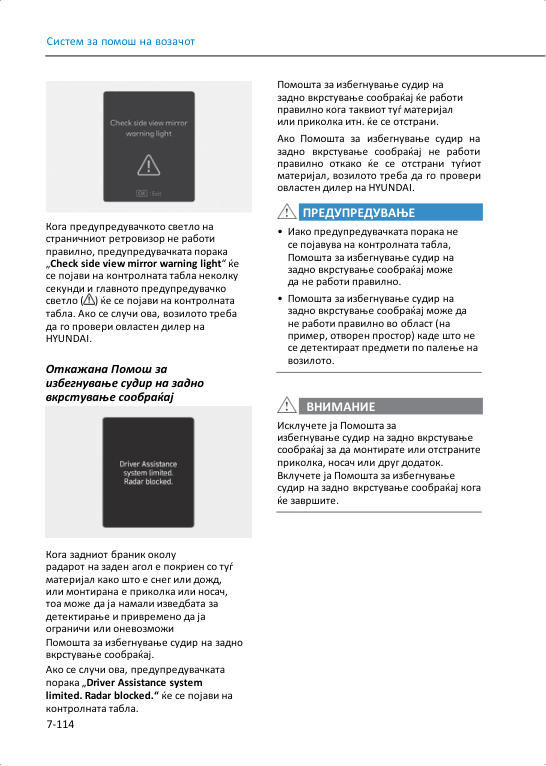 Систем за помош на возачот
Check side view mirror
warning light
OK : Exit
Кога предупредувачкото светло на
страничниот ретровизор не работи
правилно, предупредувачката порака
„Check side view mirror warning light“ ќе
се појави на контролната табла неколку
секунди и главното предупредувачко
светло (⚠) ќе се појави на контролната
табла. Ако се случи ова, возилото треба
да го провери овластен дилер на
HYUNDAI.
Откажана Помош за
избегнување судир на задно
вкрстување сообраќај
Driver Assistance
system limited.
Radar blocked.
Кога задниот браник околу
радарот на заден агол е покриен со туѓ
материјал како што е снег или дожд,
или монтирана е приколка или носач,
тоа може да ја намали изведбата за
детектирање и привремено да ја
ограничи или оневозможи
Помошта за избегнување судир на задно
вкрстување сообраќај.
Ако се случи ова, предупредувачката
порака „Driver Assistance system
limited. Radar blocked.“ ќе се појави на
контролната табла.
7-114
Помошта за избегнување судир на
задно вкрстување сообраќај ќе работи
правилно кога таквиот туѓ материјал
или приколка итн. ќе се отстрани.
Ако Помошта за избегнување судир на
задно вкрстување сообраќај не работи
правилно откако ќе се отстрани туѓиот
материјал, возилото треба да го провери
овластен дилер на HYUNDAI.
ПРЕДУПРЕДУВАЊЕ
• Иако предупредувачката порака не
се појавува на контролната табла,
Помошта за избегнување судир на
задно вкрстување сообраќај може
да не работи правилно.
• Помошта за избегнување судир на
задно вкрстување сообраќај може да
не работи правилно во област (на
пример, отворен простор) каде што не
се детектираат предмети по палење на
возилото.
ВНИМАНИЕ
Исклучете ја Помошта за
избегнување судир на задно вкрстување
сообраќај за да монтирате или отстраните
приколка, носач или друг додаток.
Вклучете ја Помошта за избегнување
судир на задно вкрстување сообраќај кога
ќе завршите.